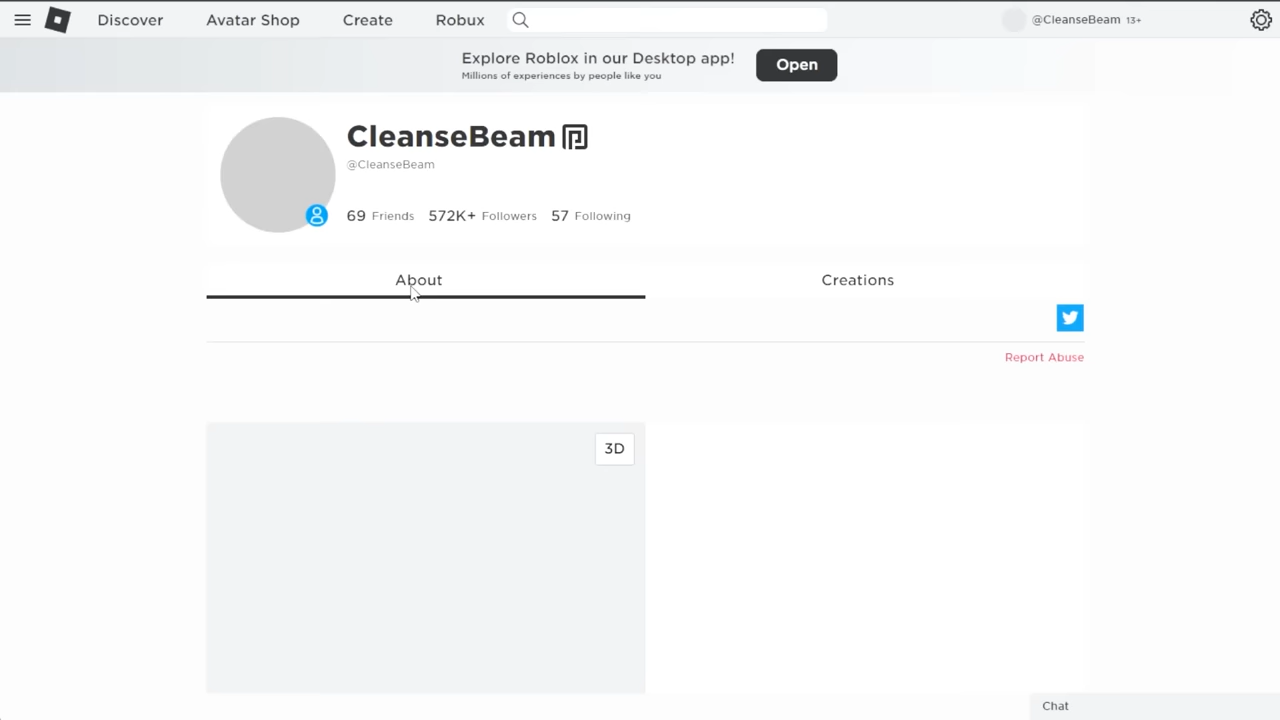 Discover Avatar Shop Create Robux @CleanseBeam 13+
Explore Roblox in our Desktop app!
Millions of experiences by people like you
Open
CleanseBeam
@CleanseBeam
69 Friends 572K+ Followers 57 Following
About Creations
Report Abuse
3D
Chat